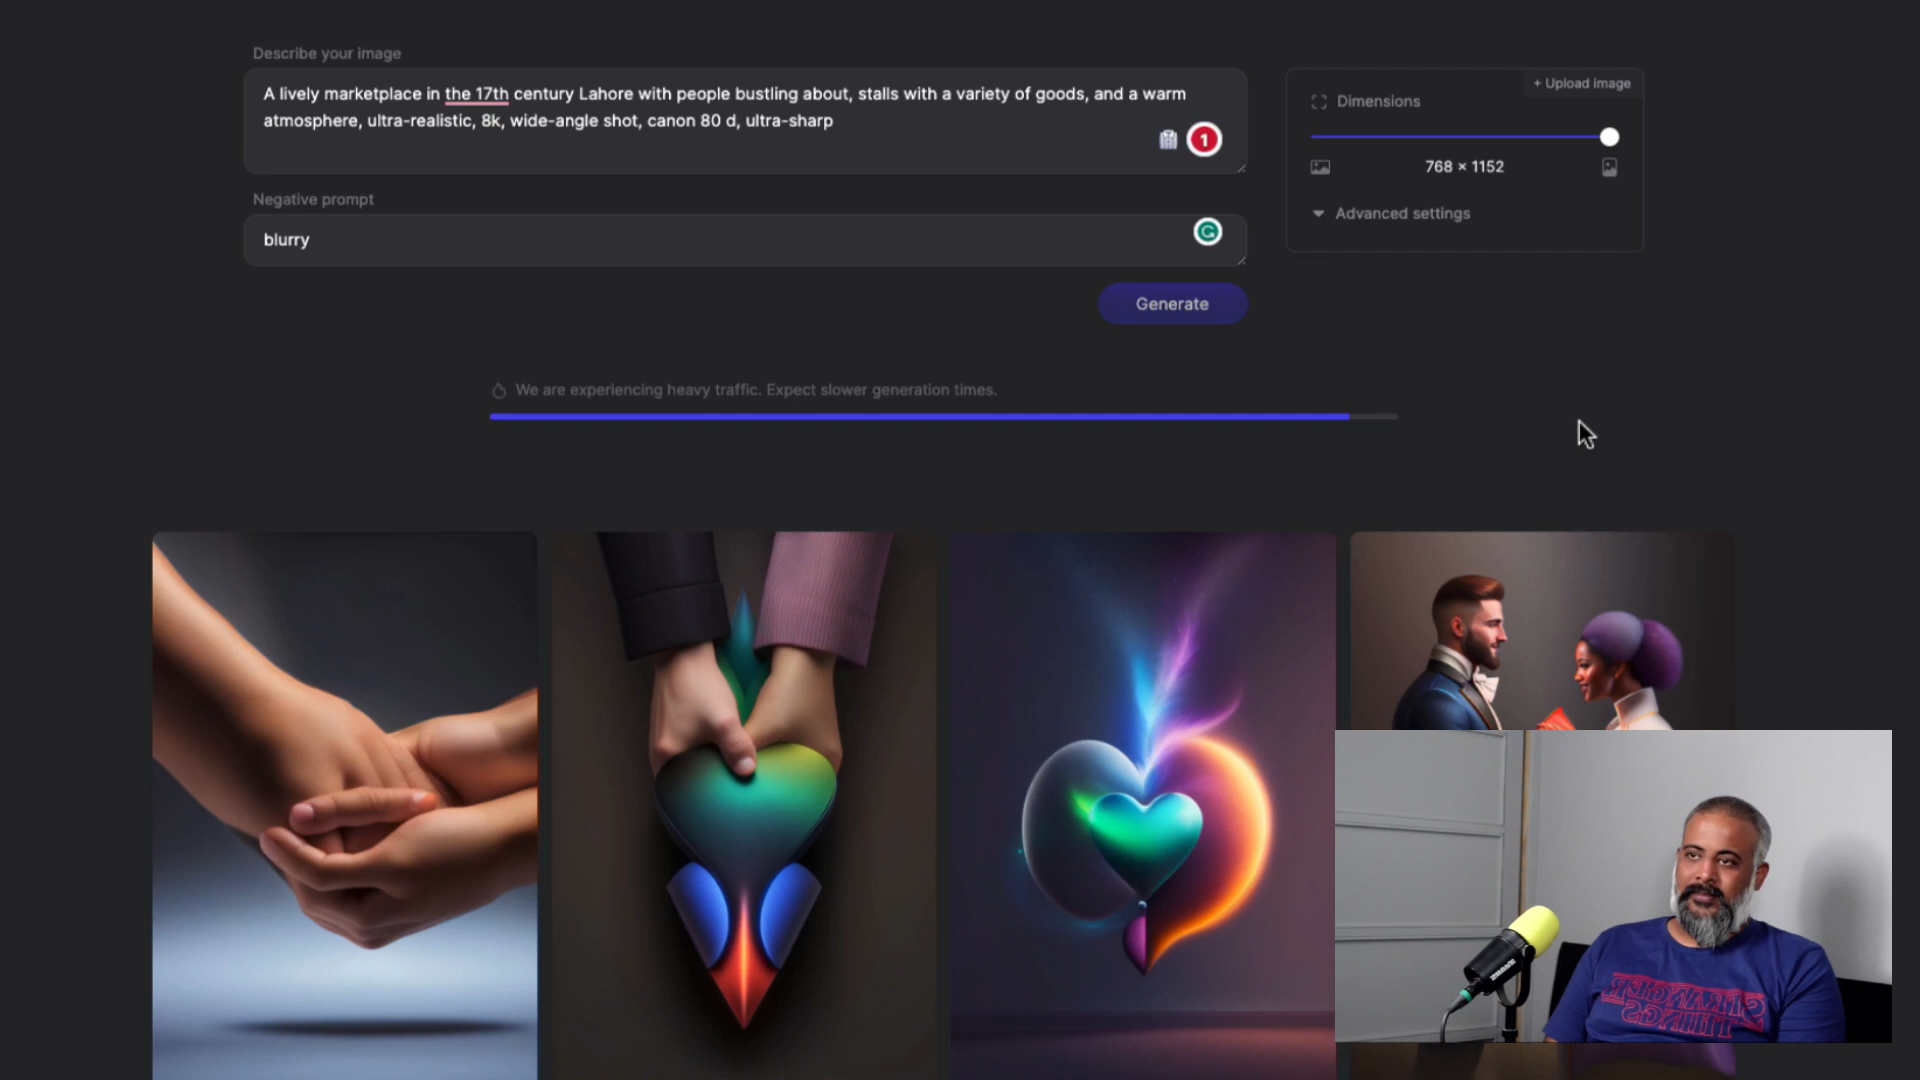 Describe your image
A lively marketplace in the 17th century Lahore with people bustling about, stalls with a variety of goods, and a warm
atmosphere, ultra-realistic, 8k, wide-angle shot, canon 80 d, ultra-sharp
1
+ Upload image
Dimensions
768 × 1152
Advanced settings
Negative prompt
blurry
Generate
We are experiencing heavy traffic. Expect slower generation times.
STRANGER
THINGS